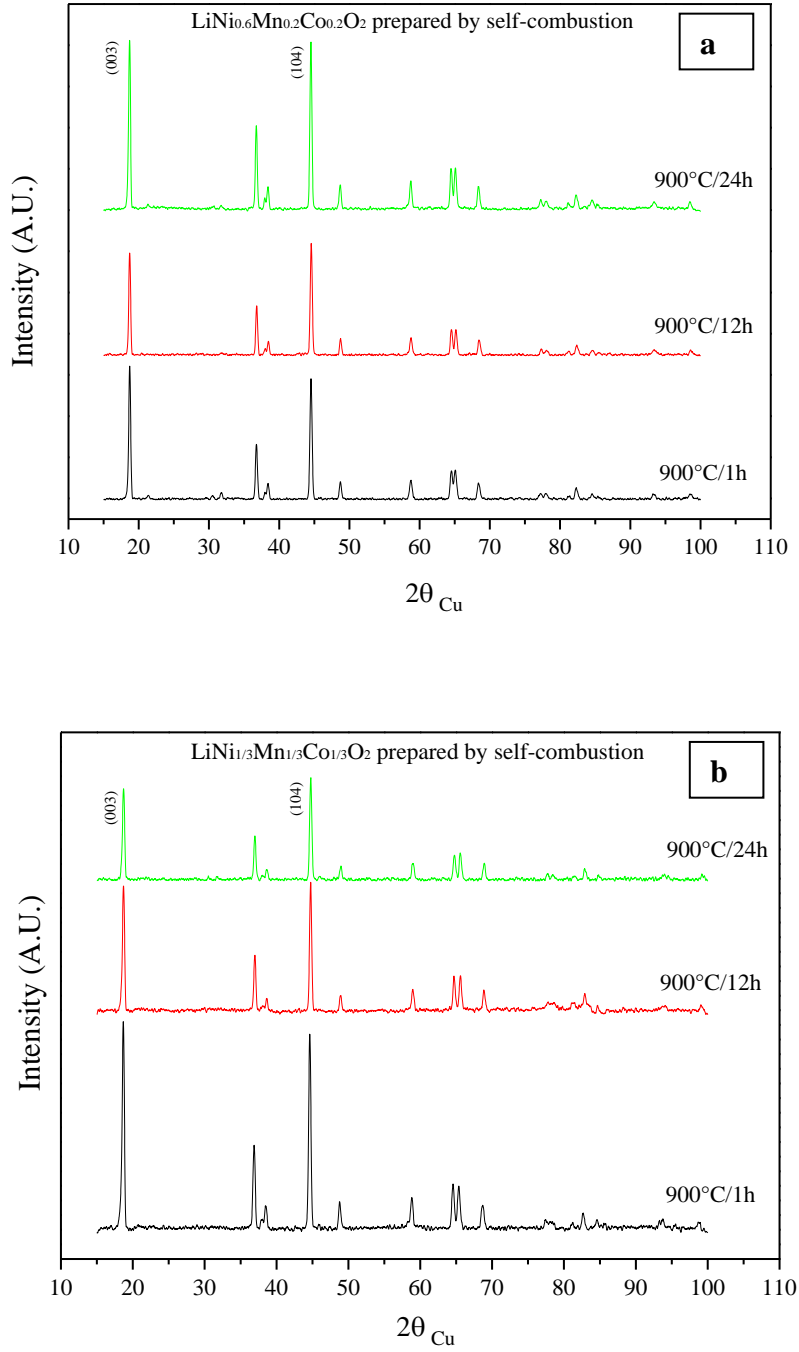 LiNi0.6Mn0.2Co0.2O2 prepared by self-combustion
a
(003)
(104)
900°C/24h
900°C/12h
900°C/1h
Intensity (A.U.)
10 20 30 40 50 60 70 80 90 100 110
2θ Cu
LiNi1/3Mn1/3Co1/3O2 prepared by self-combustion
b
(003)
(104)
900°C/24h
900°C/12h
900°C/1h
Intensity (A.U.)
10 20 30 40 50 60 70 80 90 100 110
2θ Cu